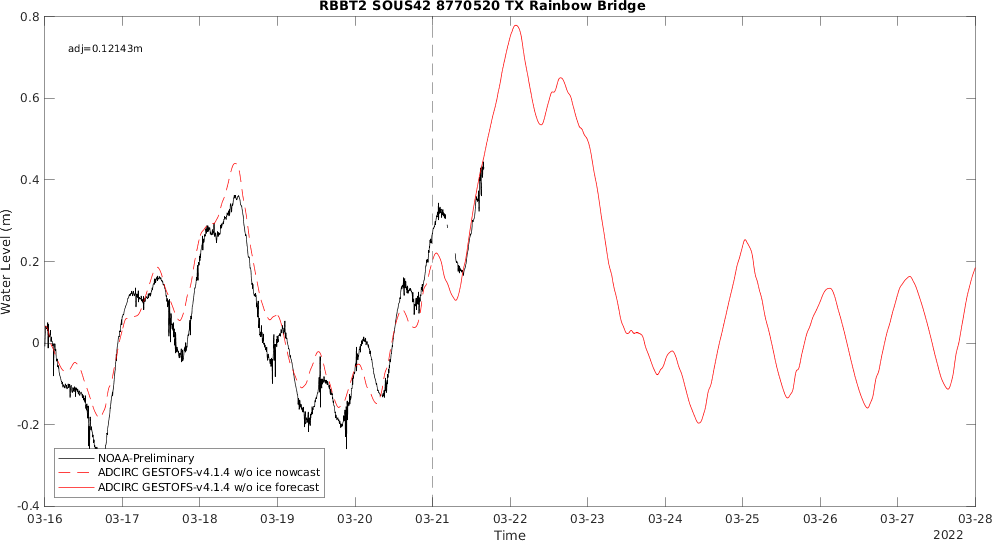 RBBT2 SOUS42 8770520 TX Rainbow Bridge
adj=0.12143m
0.8
0.6
0.4
0.2
0
-0.2
-0.4
Water Level (m)
NOAA-Preliminary
ADCIRC GESTOFS-v4.1.4 w/o ice nowcast
ADCIRC GESTOFS-v4.1.4 w/o ice forecast
03-16 03-17 03-18 03-19 03-20 03-21 03-22 03-23 03-24 03-25 03-26 03-27 03-28
Time
2022